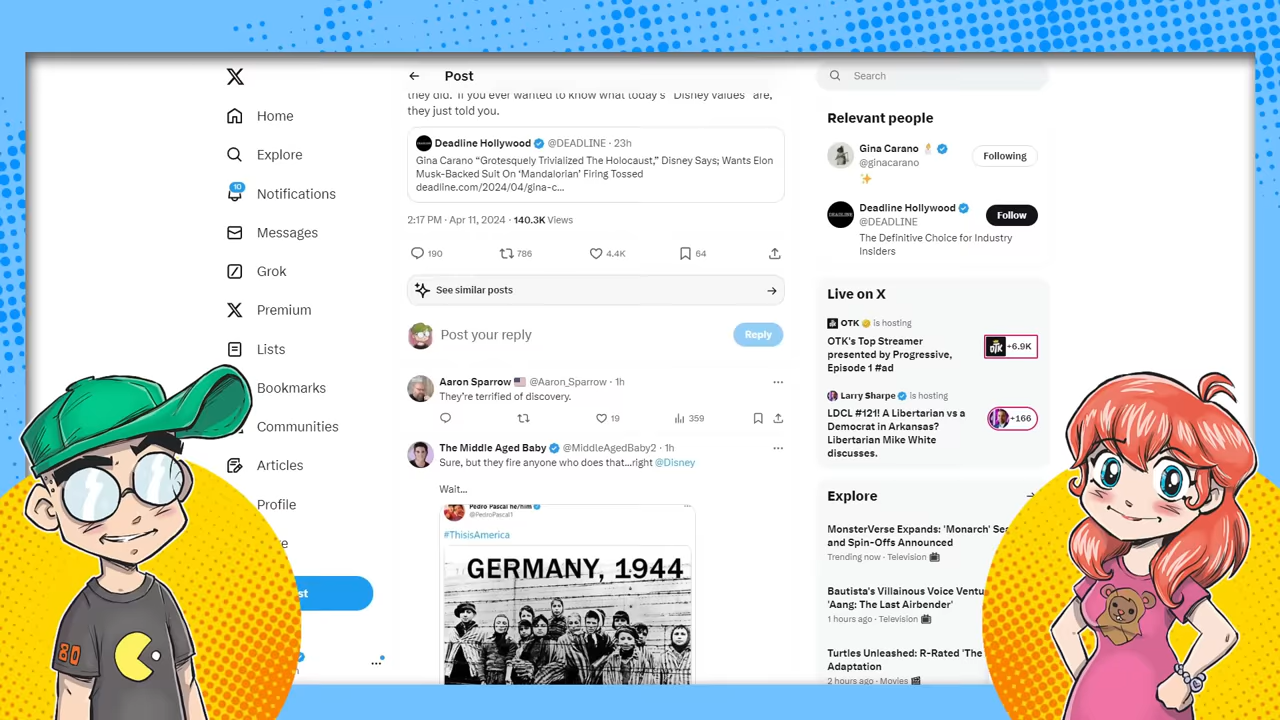 Post
Search
Home
Explore
10
Notifications
Messages
Grok
Premium
Lists
Bookmarks
Communities
Articles
Profile
they did. If you ever wanted to know what today's "Disney values" are,
they just told you.
Deadline Hollywood @DEADLINE · 23h
Gina Carano “Grotesquely Trivialized The Holocaust,” Disney Says; Wants Elon
Musk-Backed Suit On ‘Mandalorian’ Firing Tossed
deadline.com/2024/04/gina-c...
2:17 PM · Apr 11, 2024 · 140.3K Views
190 786 4.4K 64
See similar posts
Post your reply
Reply
Aaron Sparrow @Aaron_Sparrow · 1h
They’re terrified of discovery.
19 359
The Middle Aged Baby @MiddleAgedBaby2 · 1h
Sure, but they fire anyone who does that...right @Disney
Wait...
Pedro Pascal he/him
@PedroPascal1
#ThisisAmerica
GERMANY, 1944
Relevant people
Gina Carano
@ginacarano
Following
Deadline Hollywood
@DEADLINE
Follow
The Definitive Choice for Industry
Insiders
Live on X
OTK is hosting
OTK’s Top Streamer
presented by Progressive,
Episode 1 #ad
OTK
+6.9K
Larry Sharpe is hosting
LDCL #121! A Libertarian vs a
Democrat in Arkansas?
Libertarian Mike White
discusses.
+166
Explore
MonsterVerse Expands: 'Monarch' Se
and Spin-Offs Announced
Trending now · Television
Bautista's Villainous Voice Ventu
'Aang: The Last Airbender'
1 hours ago · Television
Turtles Unleashed: R-Rated 'The
Adaptation
2 hours ago · Movies
80